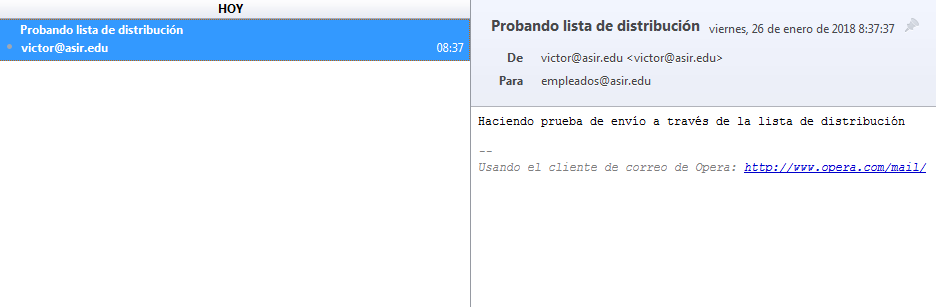 HOY
Probando lista de distribución
victor@asir.edu 08:37
Probando lista de distribución viernes, 26 de enero de 2018 8:37:37
De victor@asir.edu <victor@asir.edu>
Para empleados@asir.edu
Haciendo prueba de envío a través de la lista de distribución
--
Usando el cliente de correo de Opera: http://www.opera.com/mail/